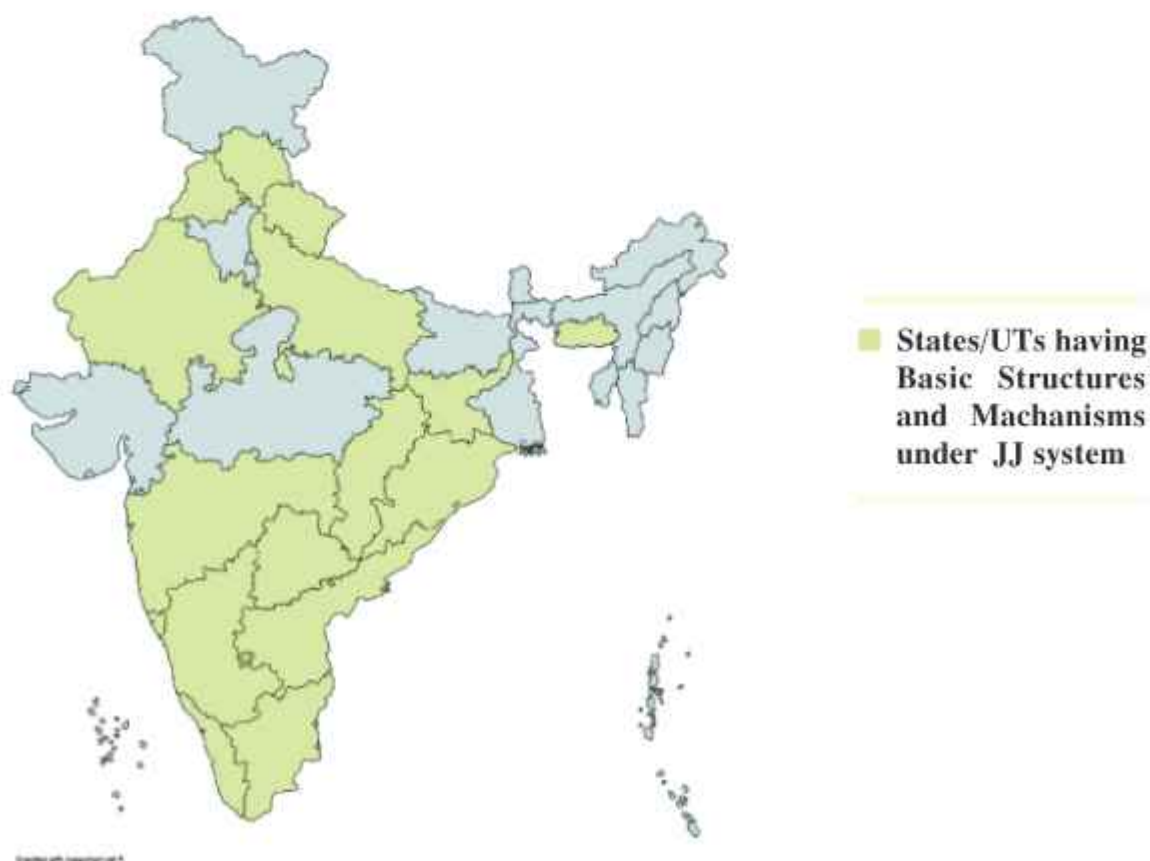 States/UTs having
Basic Structures
and Machanisms
under JJ system